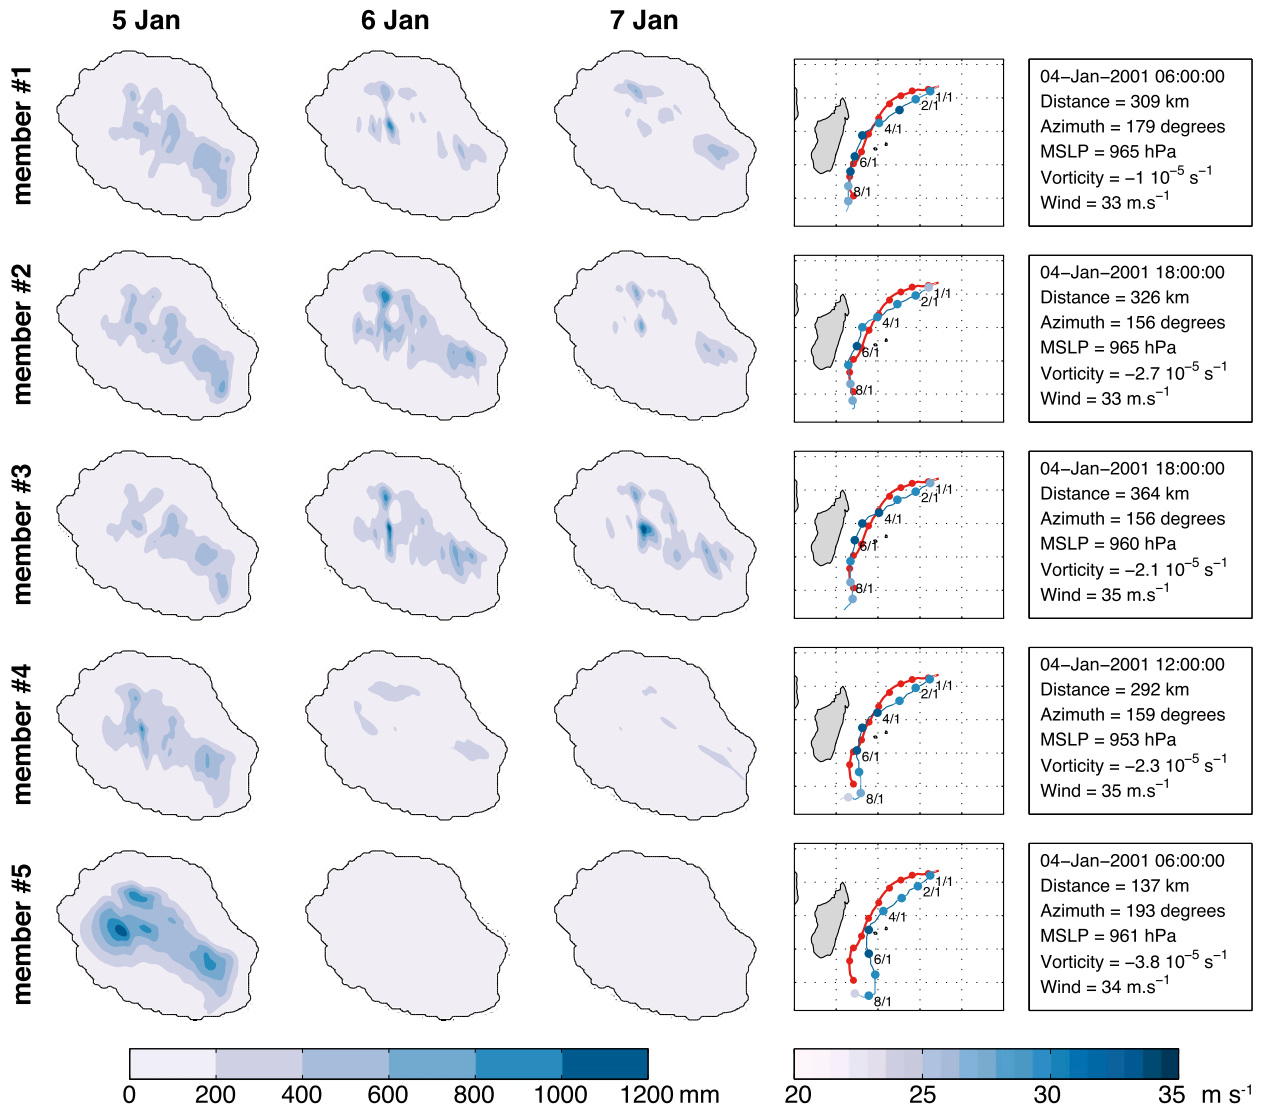 5 Jan 6 Jan 7 Jan
member #1
1/1
2/1
4/1
6/1
8/1
04-Jan-2001 06:00:00
Distance = 309 km
Azimuth = 179 degrees
MSLP = 965 hPa
Vorticity = −1 10⁻⁵ s⁻¹
Wind = 33 m.s⁻¹
member #2
1/1
2/1
4/1
6/1
8/1
04-Jan-2001 18:00:00
Distance = 326 km
Azimuth = 156 degrees
MSLP = 965 hPa
Vorticity = −2.7 10⁻⁵ s⁻¹
Wind = 33 m.s⁻¹
member #3
1/1
2/1
4/1
6/1
8/1
04-Jan-2001 18:00:00
Distance = 364 km
Azimuth = 156 degrees
MSLP = 960 hPa
Vorticity = −2.1 10⁻⁵ s⁻¹
Wind = 35 m.s⁻¹
member #4
1/1
2/1
4/1
6/1
8/1
04-Jan-2001 12:00:00
Distance = 292 km
Azimuth = 159 degrees
MSLP = 953 hPa
Vorticity = −2.3 10⁻⁵ s⁻¹
Wind = 35 m.s⁻¹
member #5
1/1
2/1
4/1
6/1
8/1
04-Jan-2001 06:00:00
Distance = 137 km
Azimuth = 193 degrees
MSLP = 961 hPa
Vorticity = −3.8 10⁻⁵ s⁻¹
Wind = 34 m.s⁻¹
0 200 400 600 800 1000 1200 mm
20 25 30 35 m s⁻¹